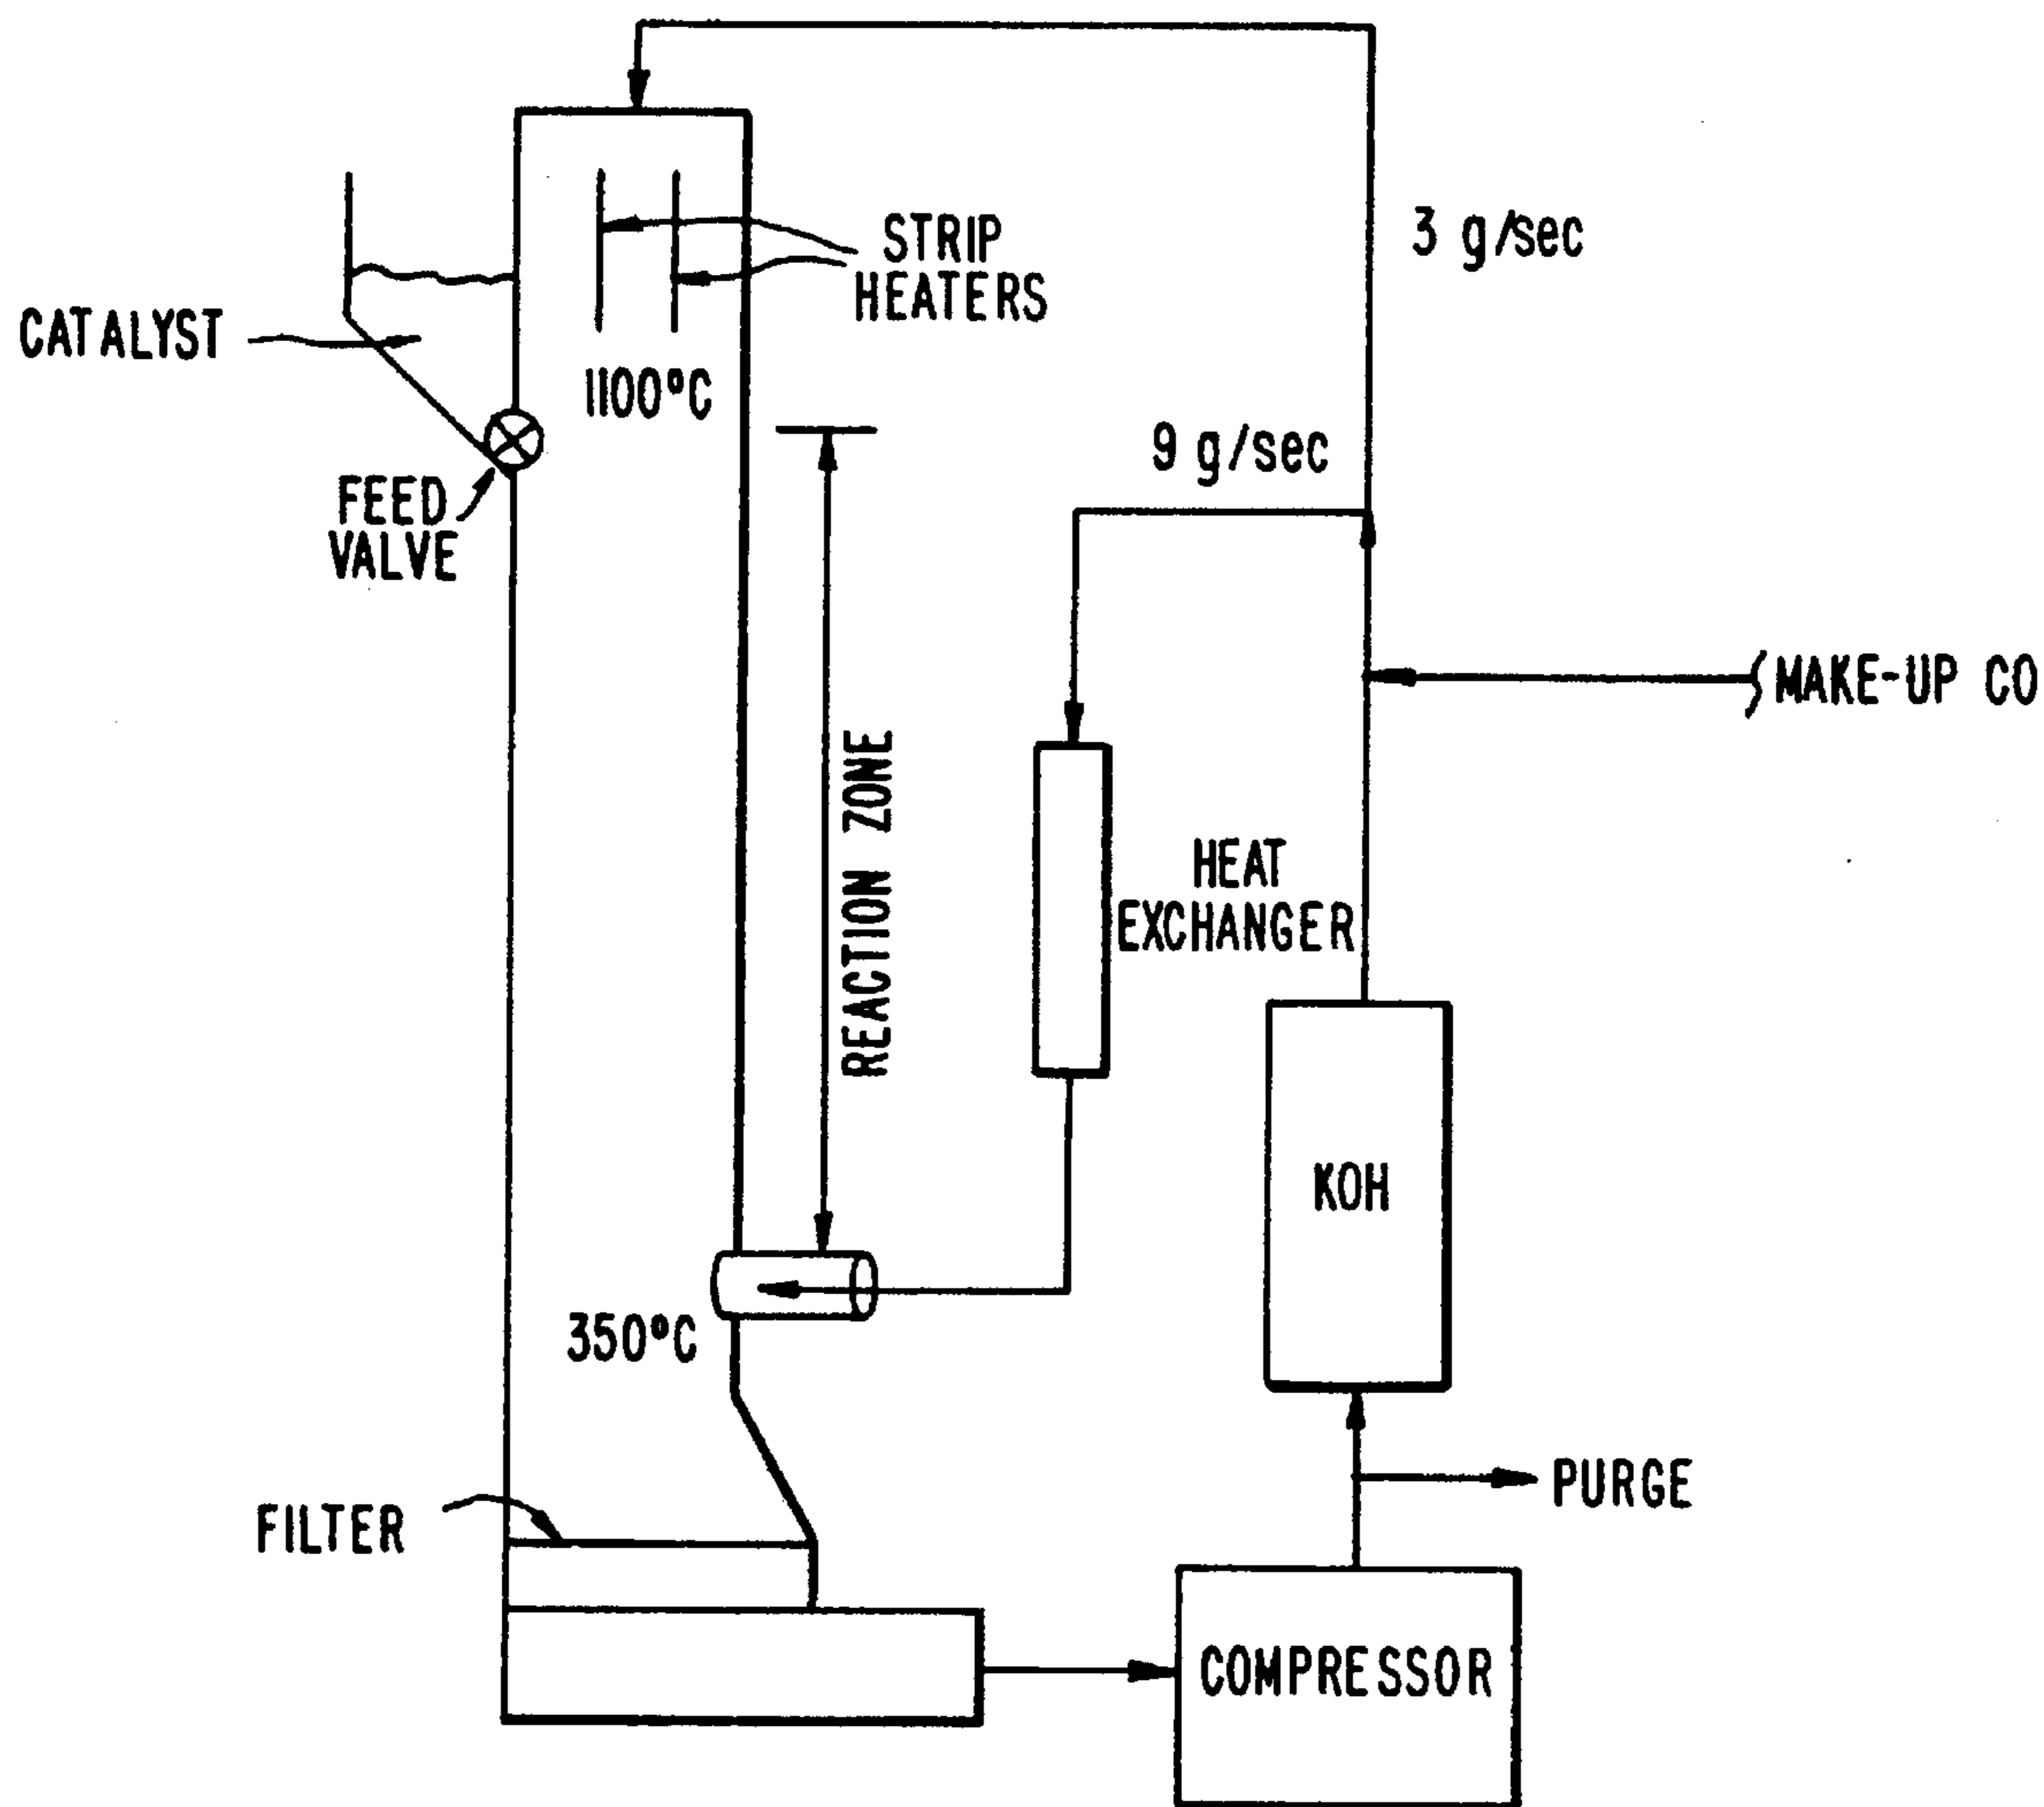 3 g/sec
STRIP
HEATERS
CATALYST
1100°C
9 g/sec
FEED
VALVE
MAKE-UP CO
REACTION ZONE
HEAT
EXCHANGER
KOH
350°C
PURGE
FILTER
COMPRESSOR